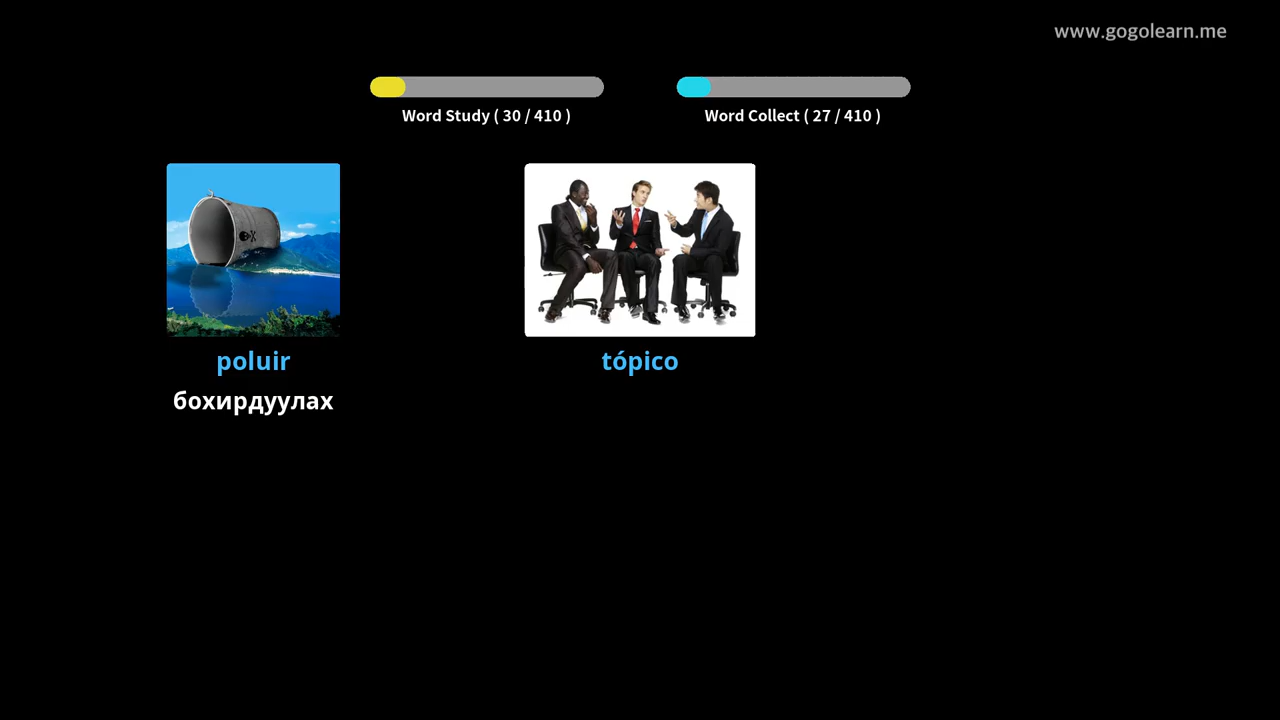 www.gogolearn.me
Word Study ( 30 / 410 )
Word Collect ( 27 / 410 )
poluir
бохирдуулах
tópico